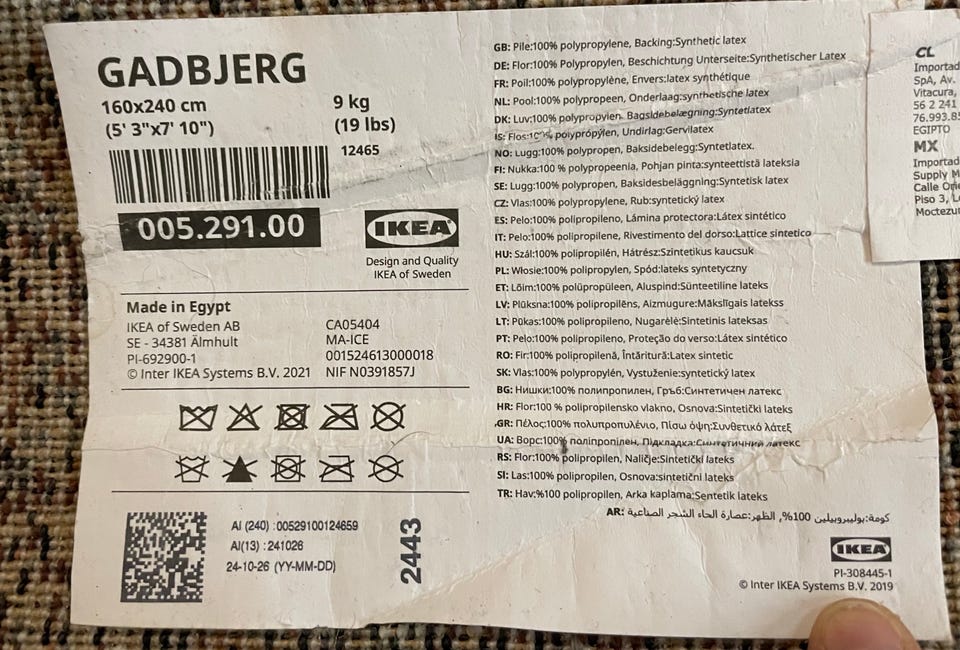 GADBJERG
160x240 cm
(5' 3"x7' 10")
9 kg
(19 lbs)
12465
005.291.00
IKEA
Design and Quality
IKEA of Sweden
Made in Egypt
IKEA of Sweden AB
SE - 34381 Älmhult
PI-692900-1
© Inter IKEA Systems B.V. 2021
CA05404
MA-ICE
001524613000018
NIF N0391857J
AI (240) :00529100124659
AI(13) :241026
24-10-26 (YY-MM-DD)
2443
GB: Pile:100% polypropylene, Backing:Synthetic latex
DE: Flor:100% Polypropylen, Beschichtung Unterseite:Synthetischer Latex
FR: Poil:100% polypropylène, Envers:latex synthétique
NL: Pool:100% polypropeen, Onderlaag:synthetische latex
DK: Luv:100% polypropylen, Bagsidebelægning:Syntetlatex
IS: Flos:100% polyprópýlen, Undirlag:Gervilatex
NO: Lugg:100% polypropylen, Baksidebelegg:Syntetlatex.
FI: Nukka:100 % polypropeenia, Pohjan pinta:synteettistä lateksia
SE: Lugg:100% polypropen, Baksidesbeläggning:Syntetisk latex
CZ: Vlas:100% polypropylene, Rub:syntetický latex
ES: Pelo:100% polipropileno, Lámina protectora:Látex sintético
IT: Pelo:100% polipropilene, Rivestimento del dorso:Lattice sintetico
HU: Szál:100% polipropilén, Hátrész:Szintetikus kaucsuk
PL: Włosie:100% polipropylen, Spód:lateks syntetyczny
ET: Lõim:100% polüpropüleen, Aluspind:Sünteetiline lateks
LV: Plūksna:100% polipropilēns, Aizmugure:Mākslīgais latekss
LT: Pūkas:100% polipropileno, Nugarėlė:Sintetinis lateksas
PT: Pelo:100% polipropileno, Proteção do verso:Látex sintético
RO: Fir:100% polipropilenă, Întăritură:Latex sintetic
SK: Vlas:100% polypropylén, Vystuženie:syntetický latex
BG: Нишки:100% полипропилен, Гръб:Синтетичен латекс
HR: Flor:100 % polipropilensko vlakno, Osnova:Sintetički lateks
GR: Πέλος:100% πολυπροπυλένιο, Πίσω όψη:Συνθετικό λάτεξ
UA: Ворс:100% поліпропілен, Підкладка:Синтетичний латекс
RS: Flor:100% polipropilen, Naličje:Sintetički lateks
SI: Las:100% polipropilen, Osnova:sintetični lateks
TR: Hav:%100 polipropilen, Arka kaplama:Sentetik lateks
AR: كومة:بوليبروبيلين 100%, الظهر:عصارة الحاء الشجر الصناعية
IKEA
PI-308445-1
© Inter IKEA Systems B.V. 2019
CL
Importad
SpA, Av.
Vitacura,
56 2 241
76.993.85
EGIPTO
MX
Importad
Supply M
Calle Orie
Piso 3, Lo
Moctezum